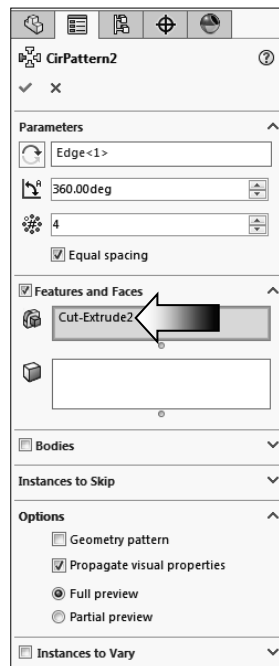 CirPattern2
Parameters
Edge<1>
360.00deg
4
Equal spacing
Features and Faces
Cut-Extrude2
Bodies
Instances to Skip
Options
Geometry pattern
Propagate visual properties
Full preview
Partial preview
Instances to Vary